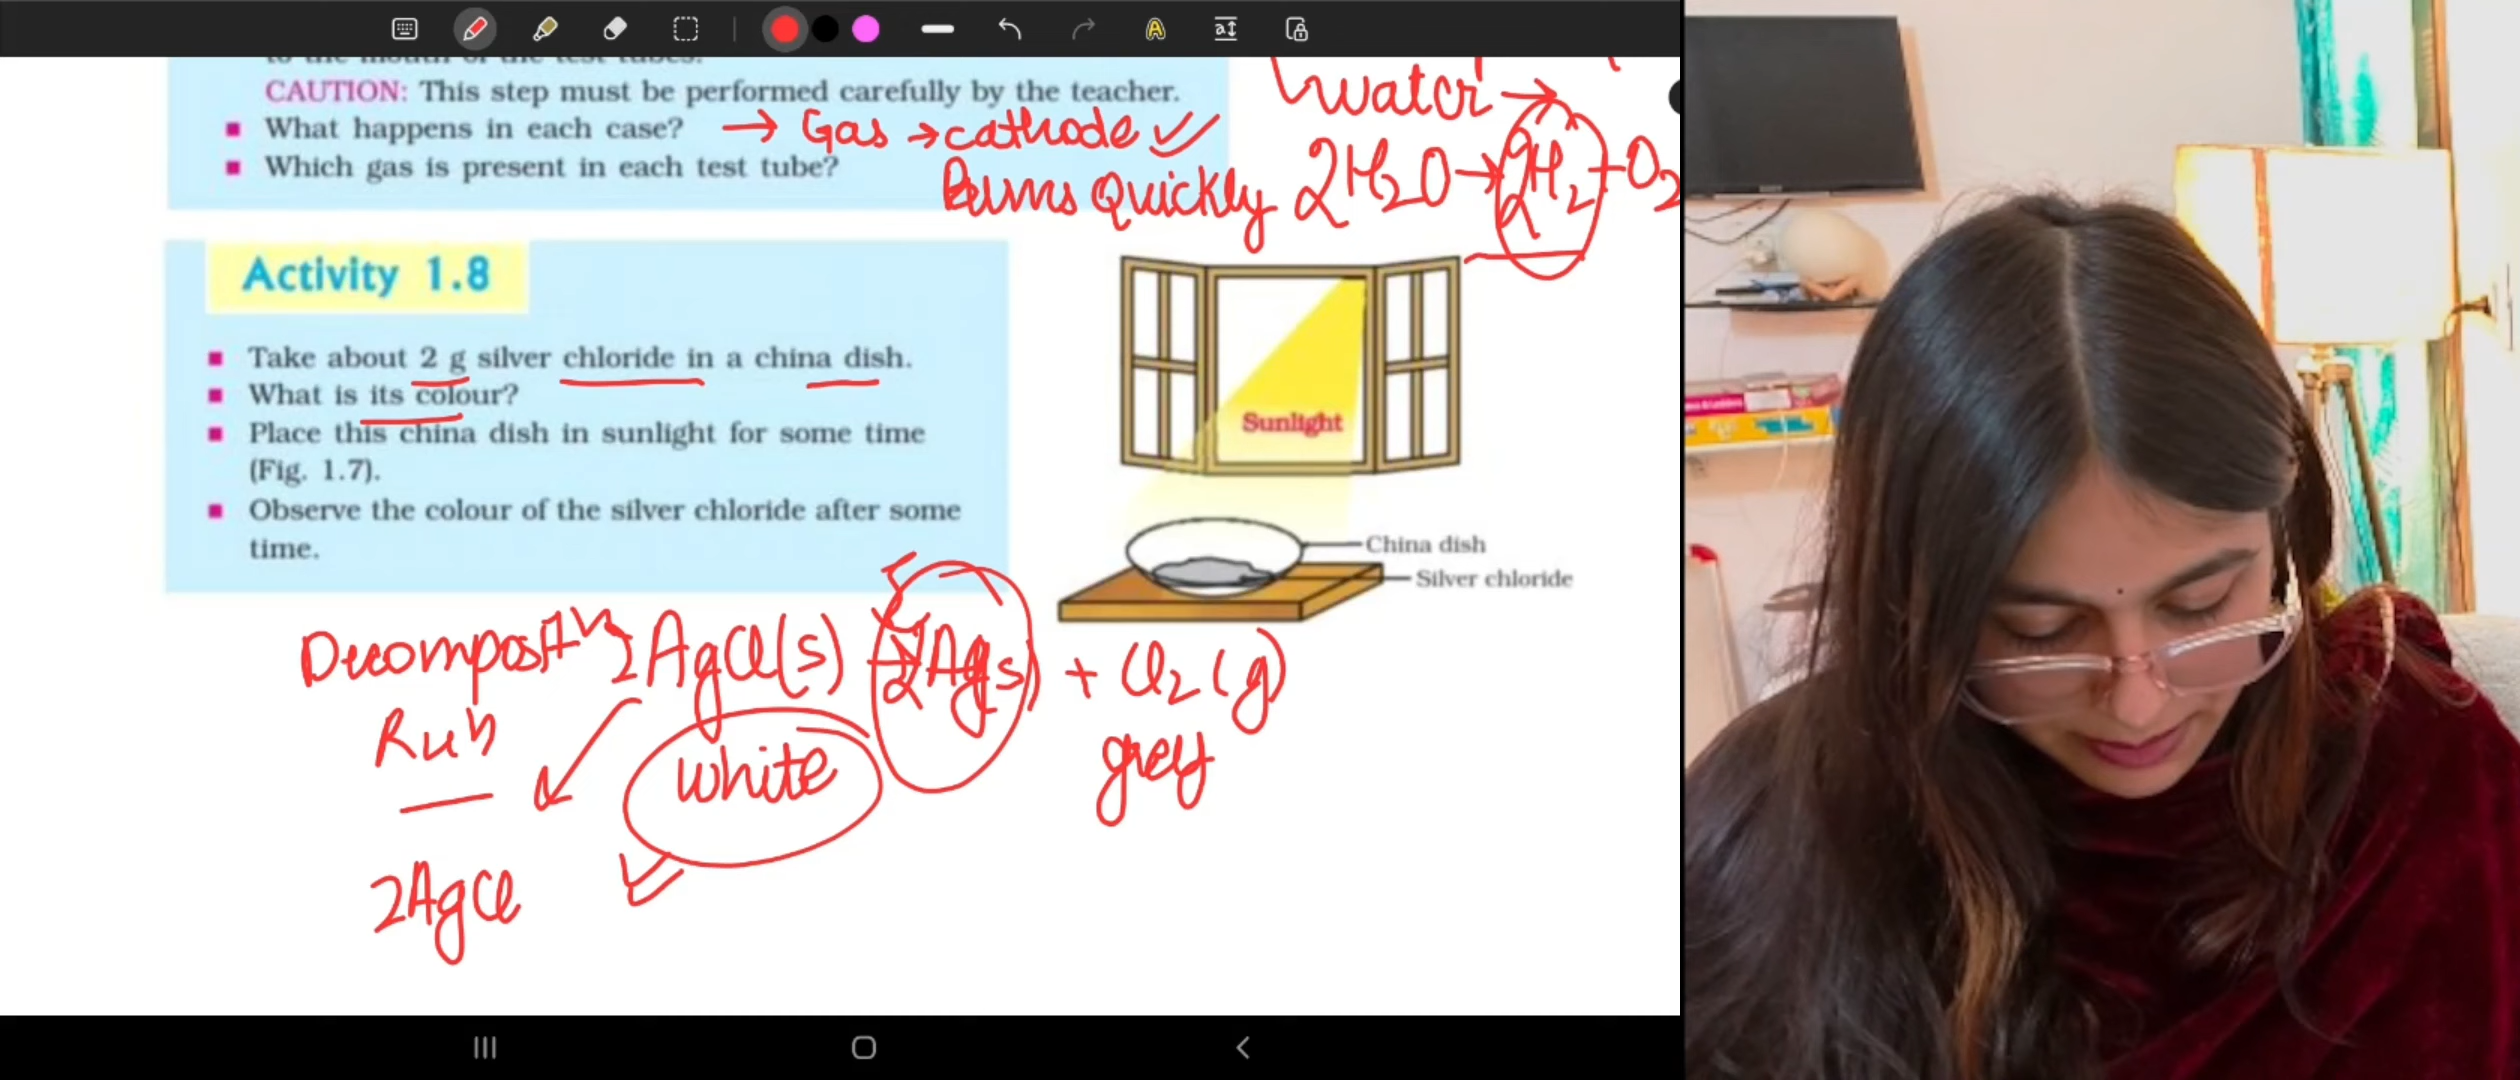 CAUTION: This step must be performed carefully by the teacher.
What happens in each case? → Gas → cathode
Which gas is present in each test tube?
Burns Quickly
Water →
2H₂O → 2H₂ + O₂
Activity 1.8
Take about 2 g silver chloride in a china dish.
What is its colour?
Place this china dish in sunlight for some time
(Fig. 1.7).
Observe the colour of the silver chloride after some
time.
Sunlight
China dish
Silver chloride
2AgCl(s) → 2Ag(s) + Cl₂(g)
white
grey
2AgCl